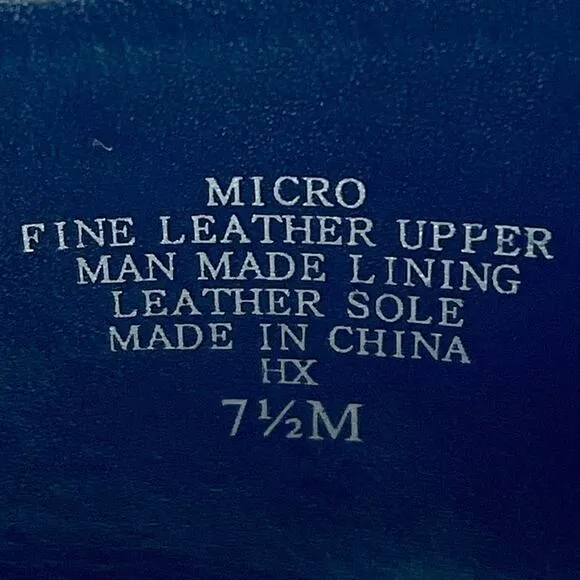 MICRO
FINE LEATHER UPPER
MAN MADE LINING
LEATHER SOLE
MADE IN CHINA
HX
7½M